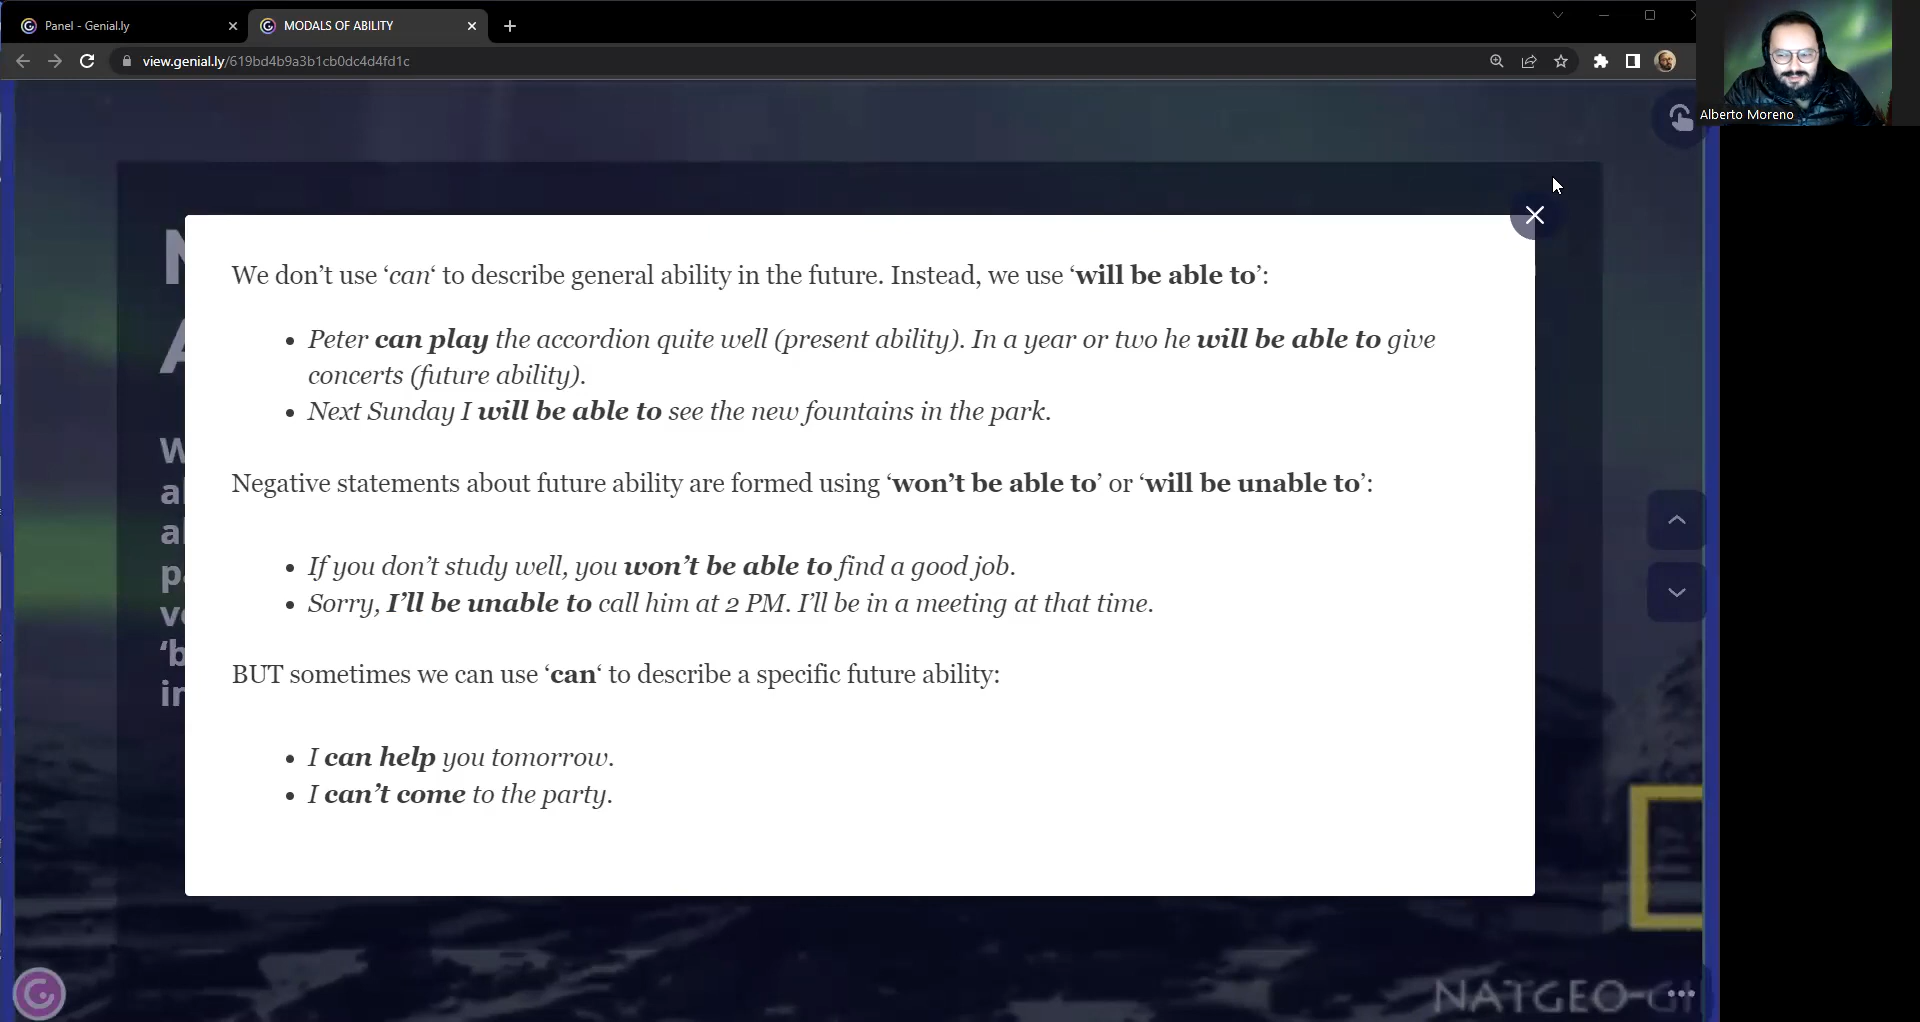 Panel - Genial.ly
MODALS OF ABILITY
view.genial.ly/619bd4b9a3b1cb0dc4d4fd1c
Alberto Moreno
We don’t use ‘can‘ to describe general ability in the future. Instead, we use ‘will be able to’:
• Peter can play the accordion quite well (present ability). In a year or two he will be able to give
concerts (future ability).
• Next Sunday I will be able to see the new fountains in the park.
Negative statements about future ability are formed using ‘won’t be able to’ or ‘will be unable to’:
• If you don’t study well, you won’t be able to find a good job.
• Sorry, I’ll be unable to call him at 2 PM. I’ll be in a meeting at that time.
BUT sometimes we can use ‘can‘ to describe a specific future ability:
• I can help you tomorrow.
• I can’t come to the party.
NATGEO-GI